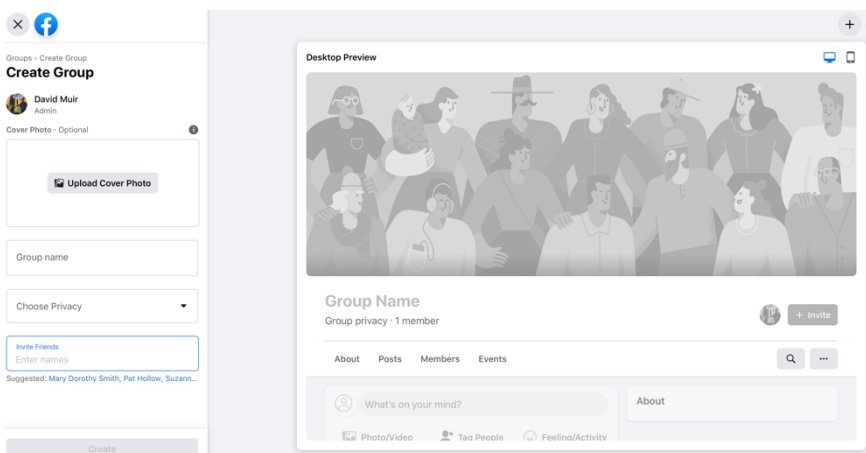 Groups › Create Group
Create Group
David Muir
Admin
Cover Photo · Optional
Upload Cover Photo
Group name
Choose Privacy
Invite Friends
Enter names
Suggested: Mary Dorothy Smith, Pat Hollow, Suzann...
Create
Desktop Preview
Group Name
Group privacy · 1 member
+ Invite
About Posts Members Events
What's on your mind?
Photo/Video Tag People Feeling/Activity
About